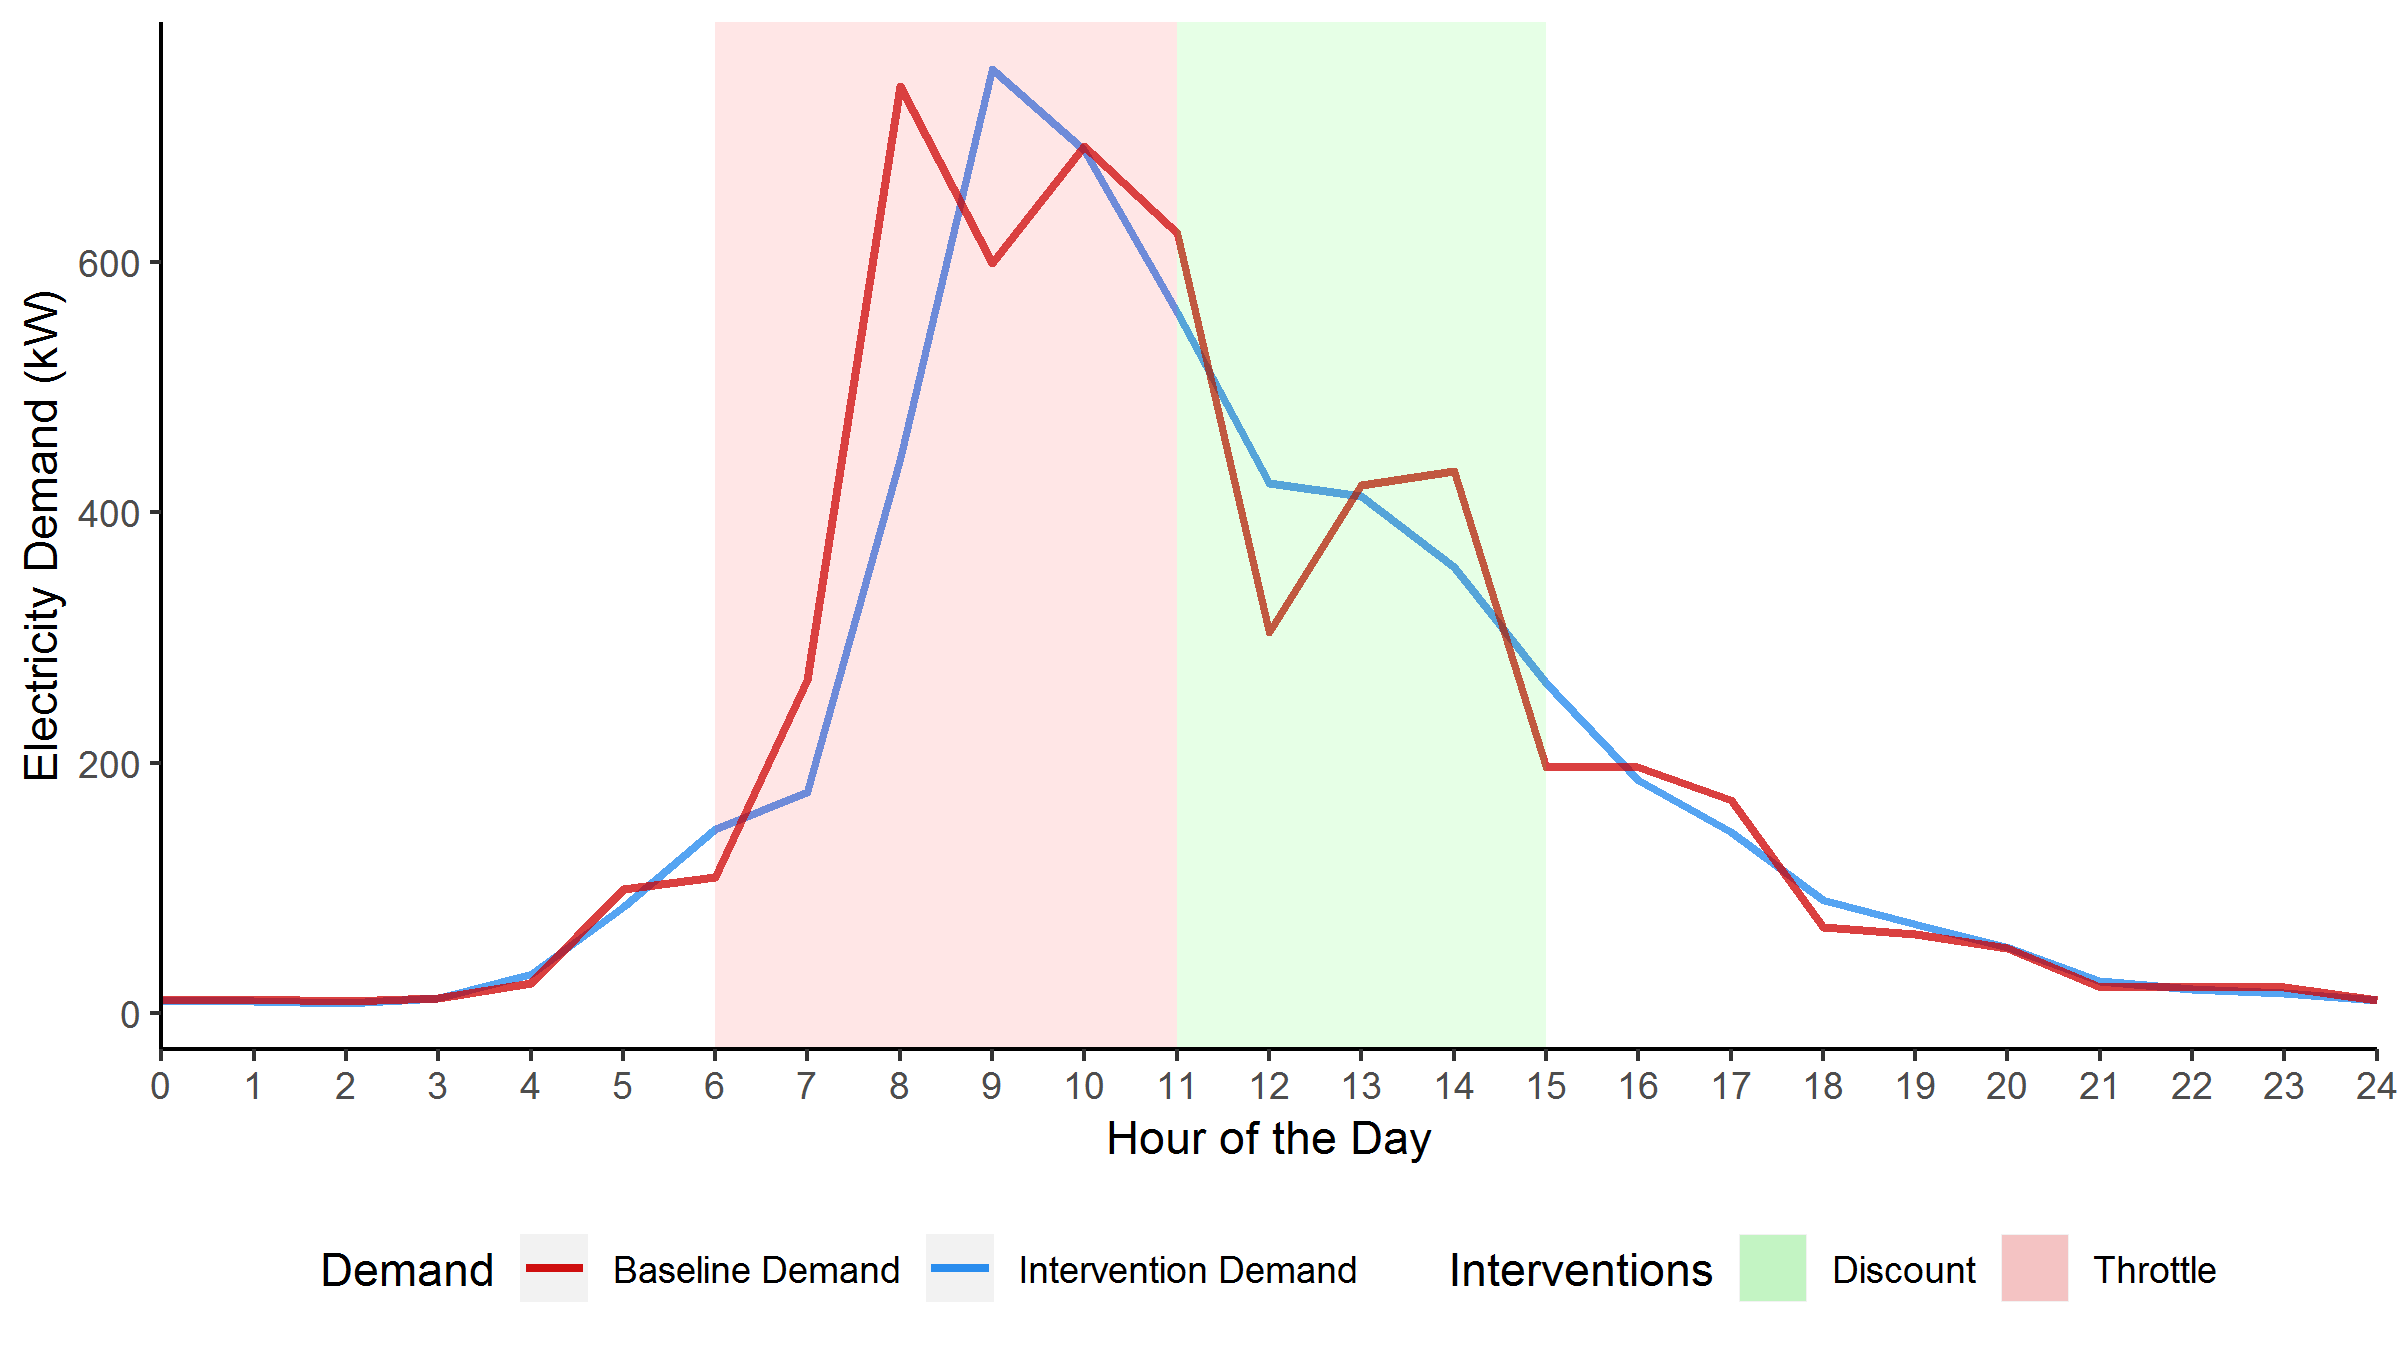 Electricity Demand (kW)
600
400
200
0
0 1 2 3 4 5 6 7 8 9 10 11 12 13 14 15 16 17 18 19 20 21 22 23 24
Hour of the Day
Demand Baseline Demand Intervention Demand Interventions Discount Throttle